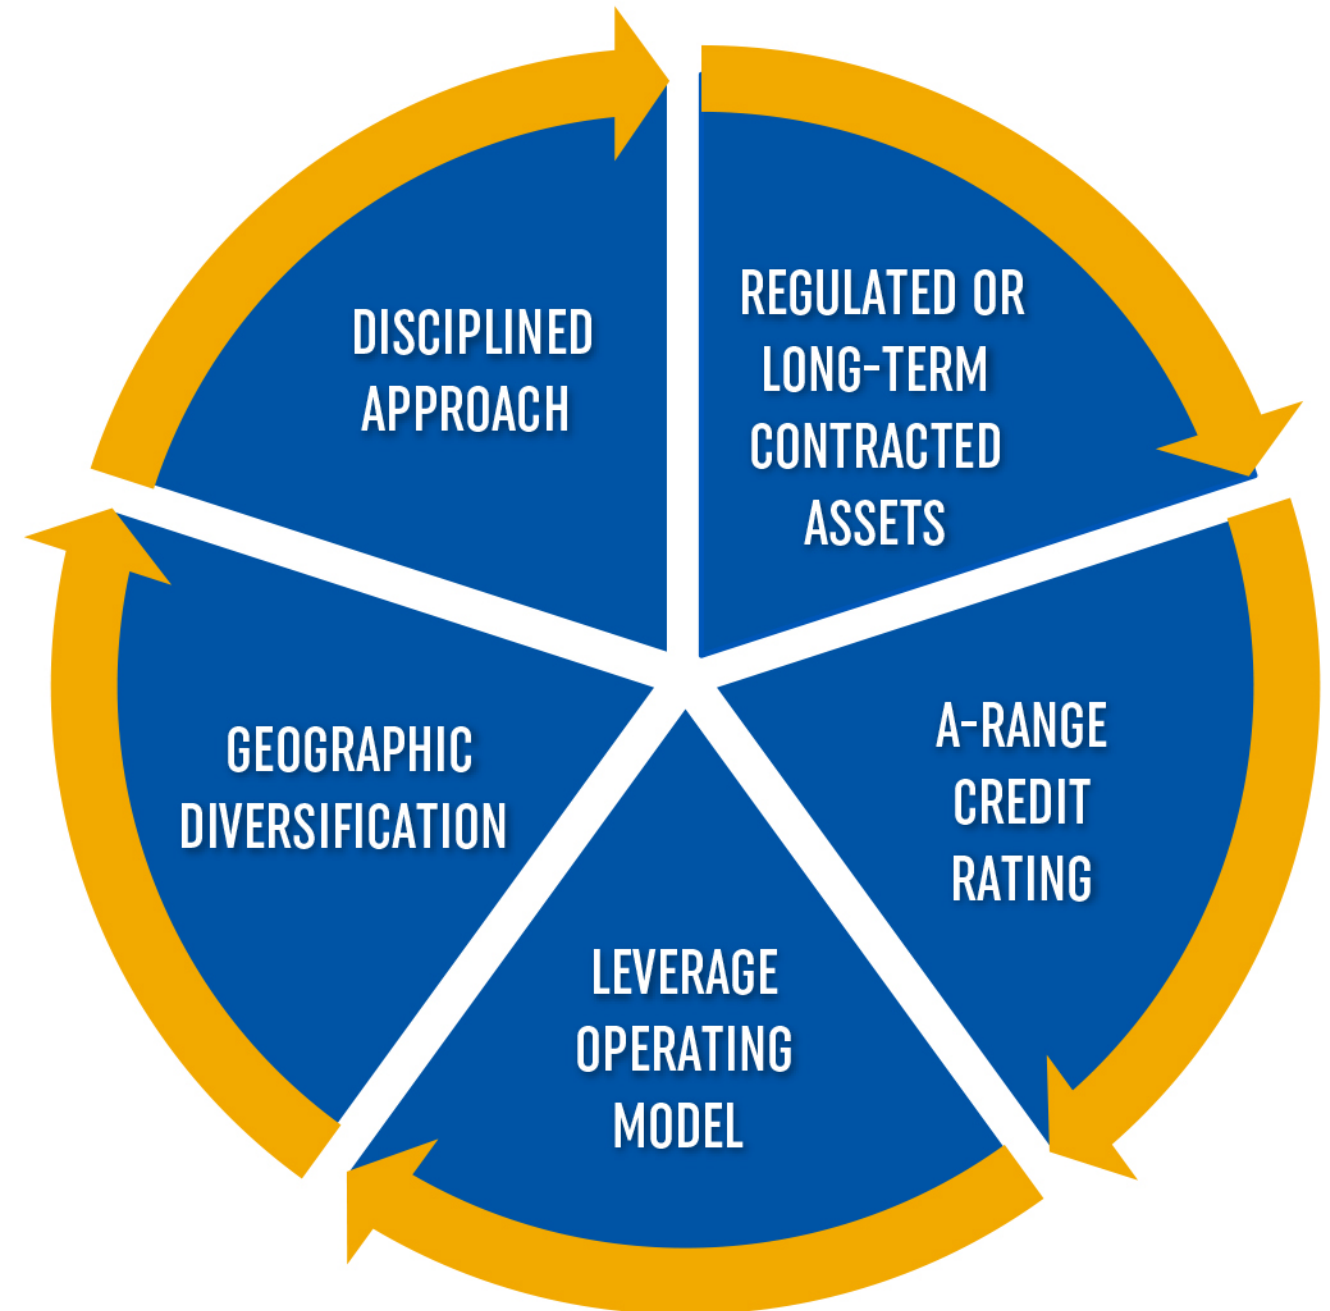 REGULATED OR
LONG-TERM
CONTRACTED
ASSETS
A-RANGE
CREDIT
RATING
LEVERAGE
OPERATING
MODEL
GEOGRAPHIC
DIVERSIFICATION
DISCIPLINED
APPROACH